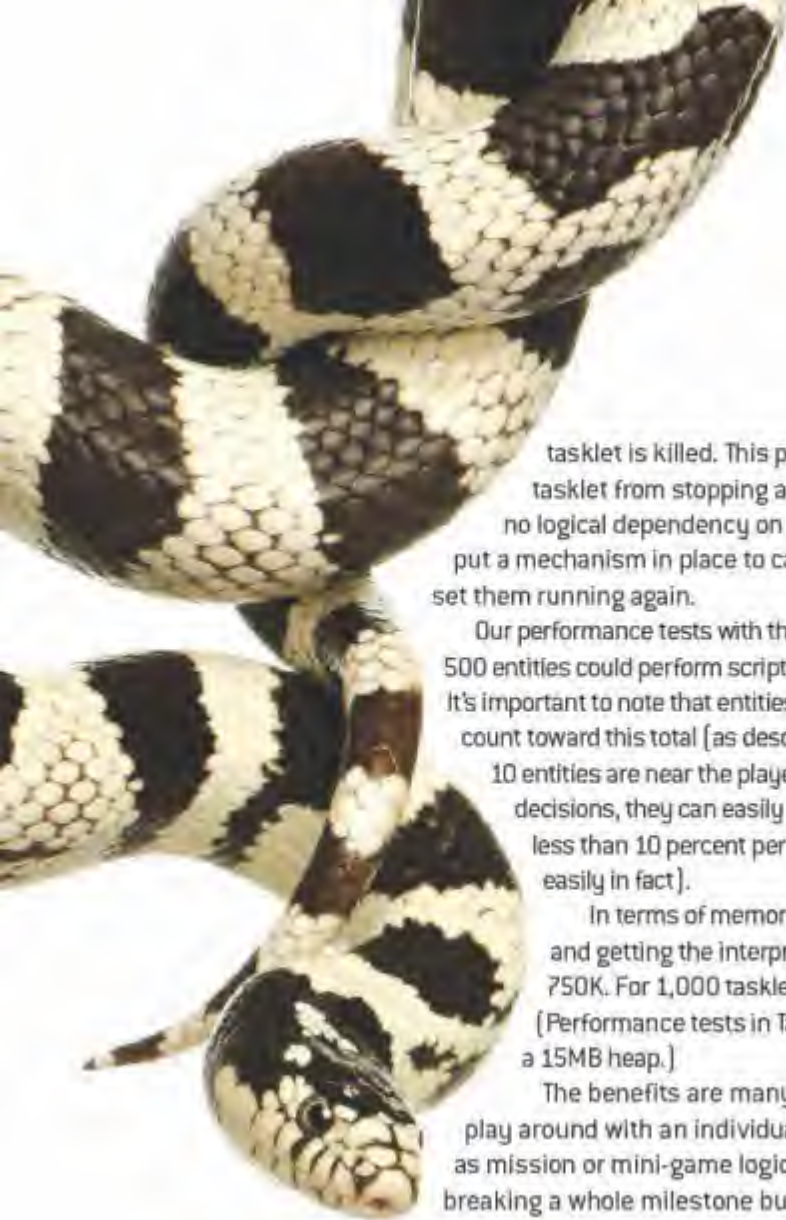 tasklet is killed. This p
tasklet from stopping a
no logical dependency on
put a mechanism in place to ca
set them running again.
Our performance tests with th
500 entities could perform script
It's important to note that entities
count toward this total (as desc
10 entities are near the playe
decisions, they can easily
less than 10 percent per
easily in fact).
In terms of memor
and getting the interpr
750K. For 1,000 taskle
(Performance tests in Ta
a 15MB heap.)
The benefits are many
play around with an individua
as mission or mini-game logic
breaking a whole milestone bu